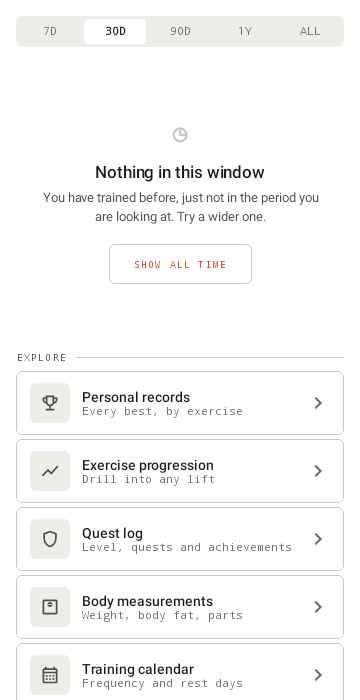 7D 30D 90D 1Y ALL
Nothing in this window
You have trained before, just not in the period you
are looking at. Try a wider one.
SHOW ALL TIME
EXPLORE
Personal records
Every best, by exercise
Exercise progression
Drill into any lift
Quest log
Level, quests and achievements
Body measurements
Weight, body fat, parts
Training calendar
Frequency and rest days